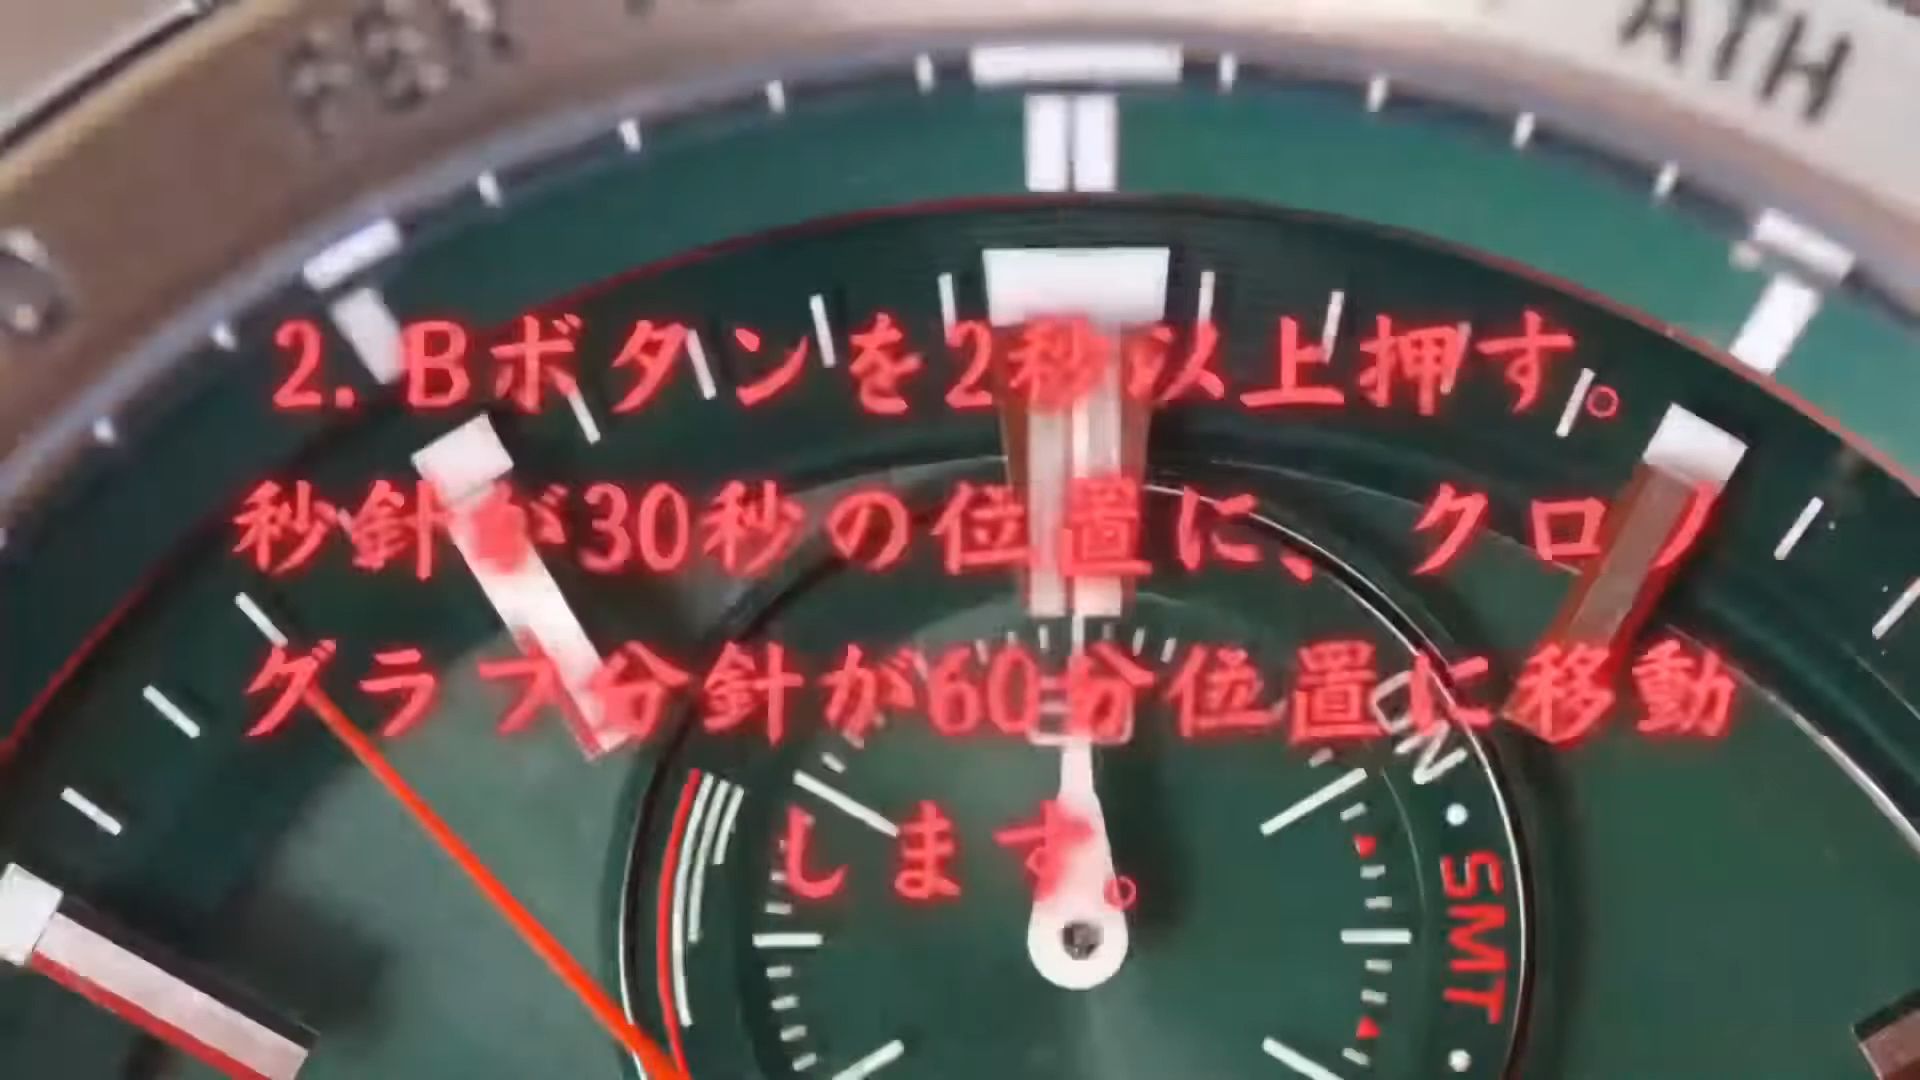 ATH
2. Bボタンを2秒以上押す。
秒針が30秒の位置に、クロノ
グラフ分針が60分位置に移動
します。
ON
SMT